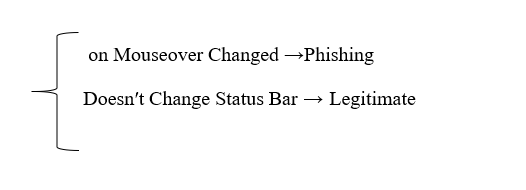 on Mouseover Changed →Phishing
Doesn't Change Status Bar → Legitimate